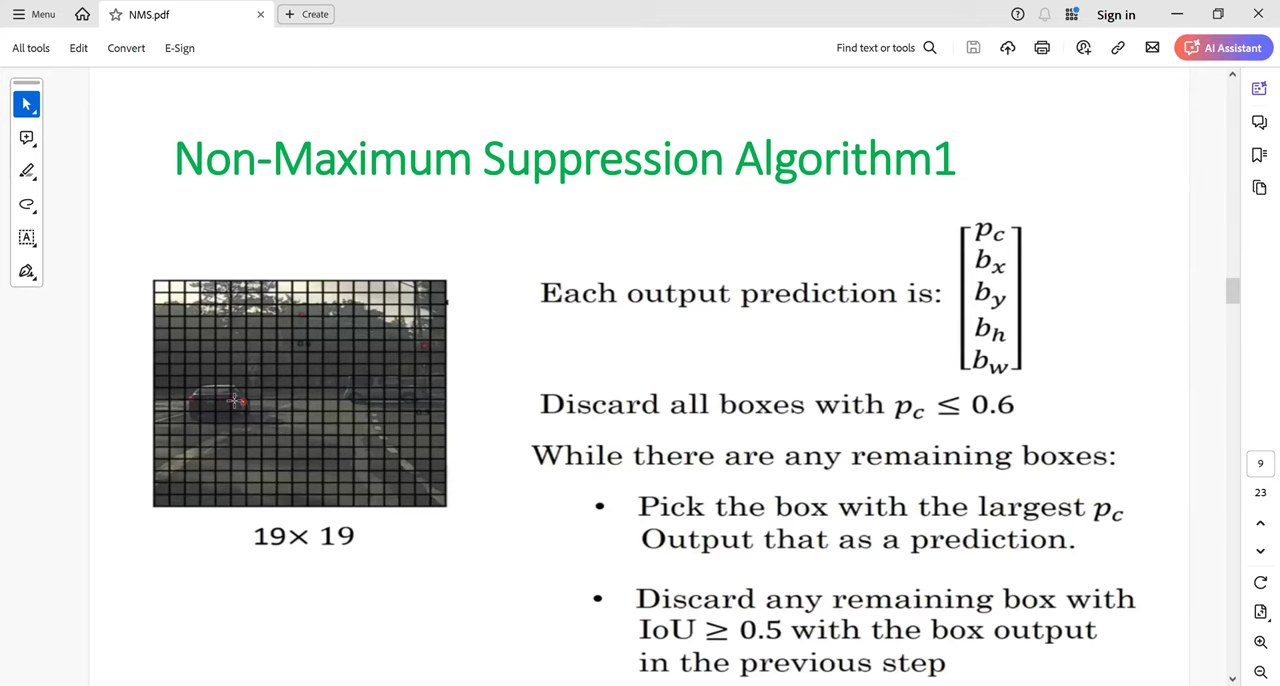 Menu
NMS.pdf
Create
Sign in
All tools
Edit
Convert
E-Sign
Find text or tools
AI Assistant
Non-Maximum Suppression Algorithm1
Each output prediction is:
p_c
b_x
b_y
b_h
b_w
19× 19
Discard all boxes with p_c ≤ 0.6
While there are any remaining boxes:
• Pick the box with the largest p_c
Output that as a prediction.
• Discard any remaining box with
IoU ≥ 0.5 with the box output
in the previous step
9
23